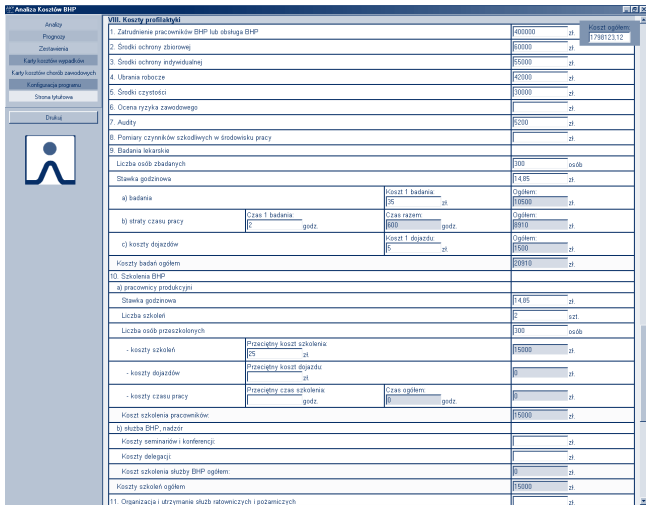 Analiza Kosztów BHP
Analizy
Prognozy
Zestawienia
Karty kosztów wypadków
Karty kosztów chorób zawodowych
Konfiguracja programu
Strona tytułowa
Drukuj
Koszt ogółem:
1798123,12
VIII. Koszty profilaktyki
1. Zatrudnienie pracowników BHP lub obsługa BHP 400000 zł.
2. Środki ochrony zbiorowej 60000 zł.
3. Środki ochrony indywidualnej 55000 zł.
4. Ubrania robocze 42000 zł.
5. Środki czystości 30000 zł.
6. Ocena ryzyka zawodowego zł.
7. Audity 5200 zł.
8. Pomiary czynników szkodliwych w środowisku pracy zł.
9. Badania lekarskie
Liczba osób zbadanych 300 osób
Stawka godzinowa 14,85 zł.
a) badania Koszt 1 badania: 35 zł. Ogółem: 10500 zł.
b) straty czasu pracy Czas 1 badania: 2 godz. Czas razem: 600 godz. Ogółem: 8910 zł.
c) koszty dojazdów Koszt 1 dojazdu: 5 zł. Ogółem: 1500 zł.
Koszty badań ogółem 20910 zł.
10. Szkolenia BHP
a) pracownicy produkcyjni
Stawka godzinowa 14,85 zł.
Liczba szkoleń 2 szt.
Liczba osób przeszkolonych 300 osób
- koszty szkoleń Przeciętny koszt szkolenia: 25 zł. 15000 zł.
- koszty dojazdów Przeciętny koszt dojazdu: zł. 0 zł.
- koszty czasu pracy Przeciętny czas szkolenia: godz. Czas ogółem: 0 godz. 0 zł.
Koszt szkolenia pracowników: 15000 zł.
b) służba BHP, nadzór
Koszty seminariów i konferencji: zł.
Koszty delegacji: zł.
Koszt szkolenia służby BHP ogółem: 0 zł.
Koszty szkoleń ogółem 15000 zł.
11. Organizacja i utrzymanie służb ratowniczych i pożarniczych zł.